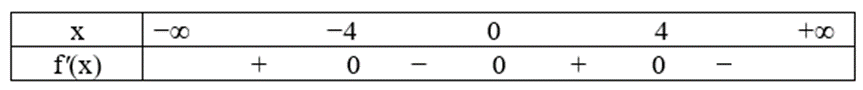 x −∞ −4 0 4 +∞
f'(x) + 0 − 0 + 0 −